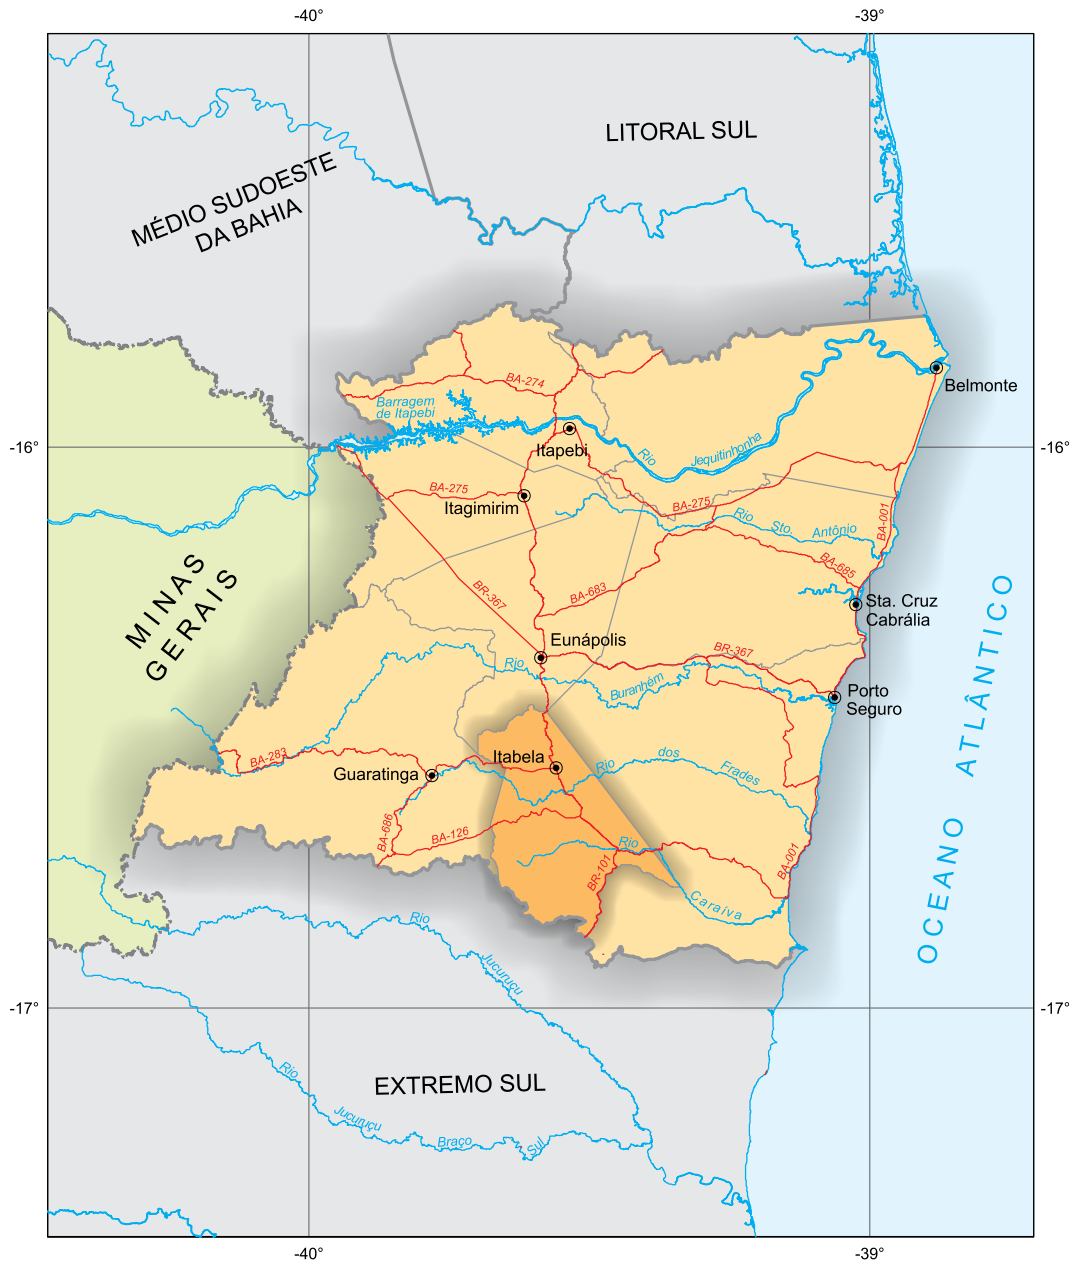 -40°
-39°
LITORAL SUL
MÉDIO SUDOESTE
DA BAHIA
BA-274
Barragem
de Itapebi
Belmonte
-16°
-16°
Itapebi
Rio
Jequitinhonha
BA-275
Itagimirim
BA-275
Rio
Sto.
Antônio
BA-001
MINAS
GERAIS
BR-367
BA-683
BA-685
Sta. Cruz
Cabrália
Eunápolis
BR-367
Rio
Buranhém
Porto
Seguro
OCEANO ATLÂNTICO
BA-283
Guaratinga
Itabela
Rio
dos
Frades
BA-686
BA-126
Rio
BR-101
BA-001
Caraíva
Rio
Jucuruçu
-17°
-17°
EXTREMO SUL
Rio
Jucuruçu
Braço
Sul
-40°
-39°